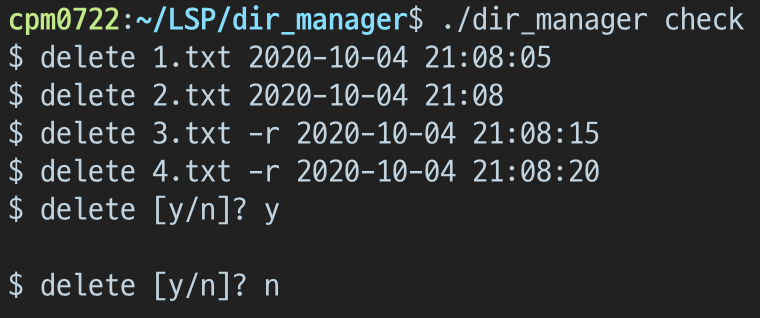 cpm0722:~/LSP/dir_manager$ ./dir_manager check
$ delete 1.txt 2020-10-04 21:08:05
$ delete 2.txt 2020-10-04 21:08
$ delete 3.txt -r 2020-10-04 21:08:15
$ delete 4.txt -r 2020-10-04 21:08:20
$ delete [y/n]? y
$ delete [y/n]? n